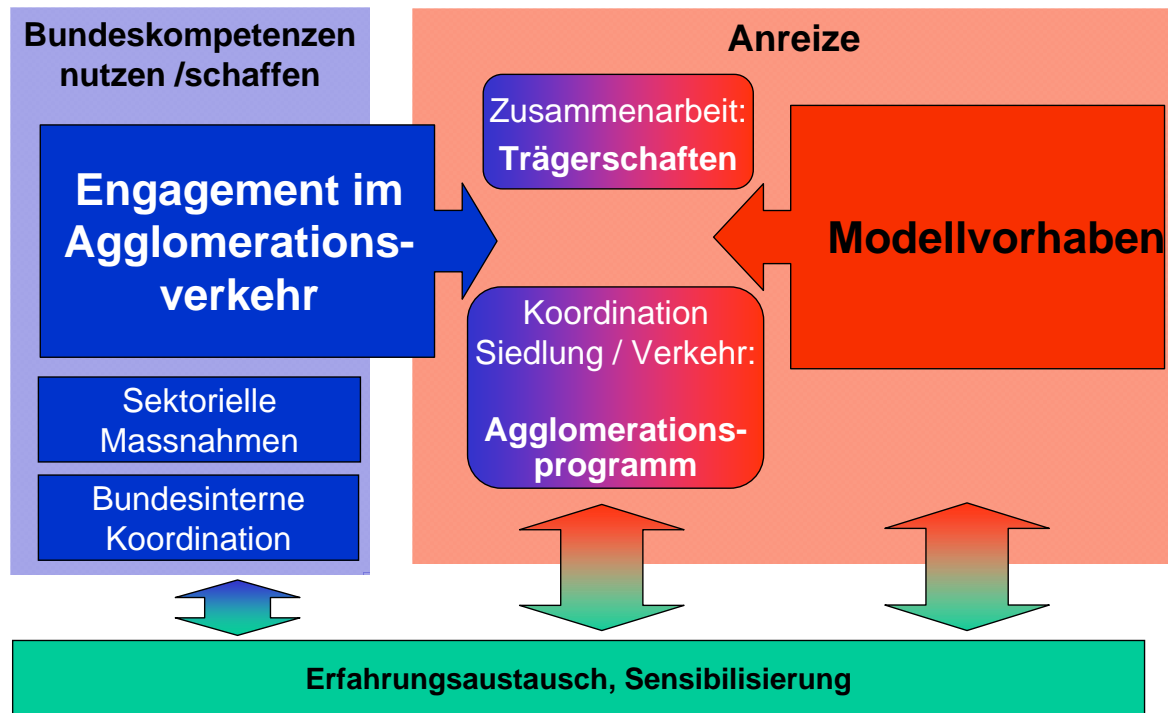 Bundeskompetenzen
nutzen /schaffen
Engagement im
Agglomerations-
verkehr
Sektorielle
Massnahmen
Bundesinterne
Koordination
Anreize
Zusammenarbeit:
Trägerschaften
Koordination
Siedlung / Verkehr:
Agglomerations-
programm
Modellvorhaben
Erfahrungsaustausch, Sensibilisierung